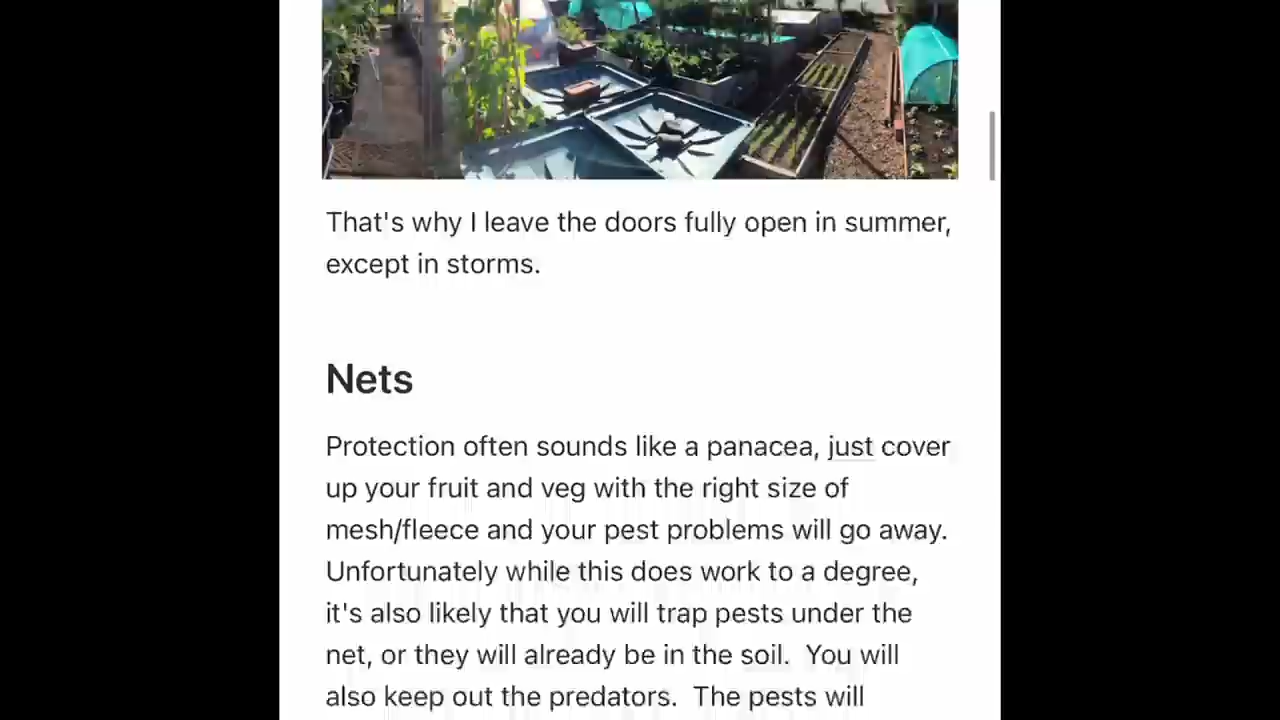 That's why I leave the doors fully open in summer,
except in storms.
Nets
Protection often sounds like a panacea, just cover
up your fruit and veg with the right size of
mesh/fleece and your pest problems will go away.
Unfortunately while this does work to a degree,
it's also likely that you will trap pests under the
net, or they will already be in the soil.  You will
also keep out the predators.  The pests will